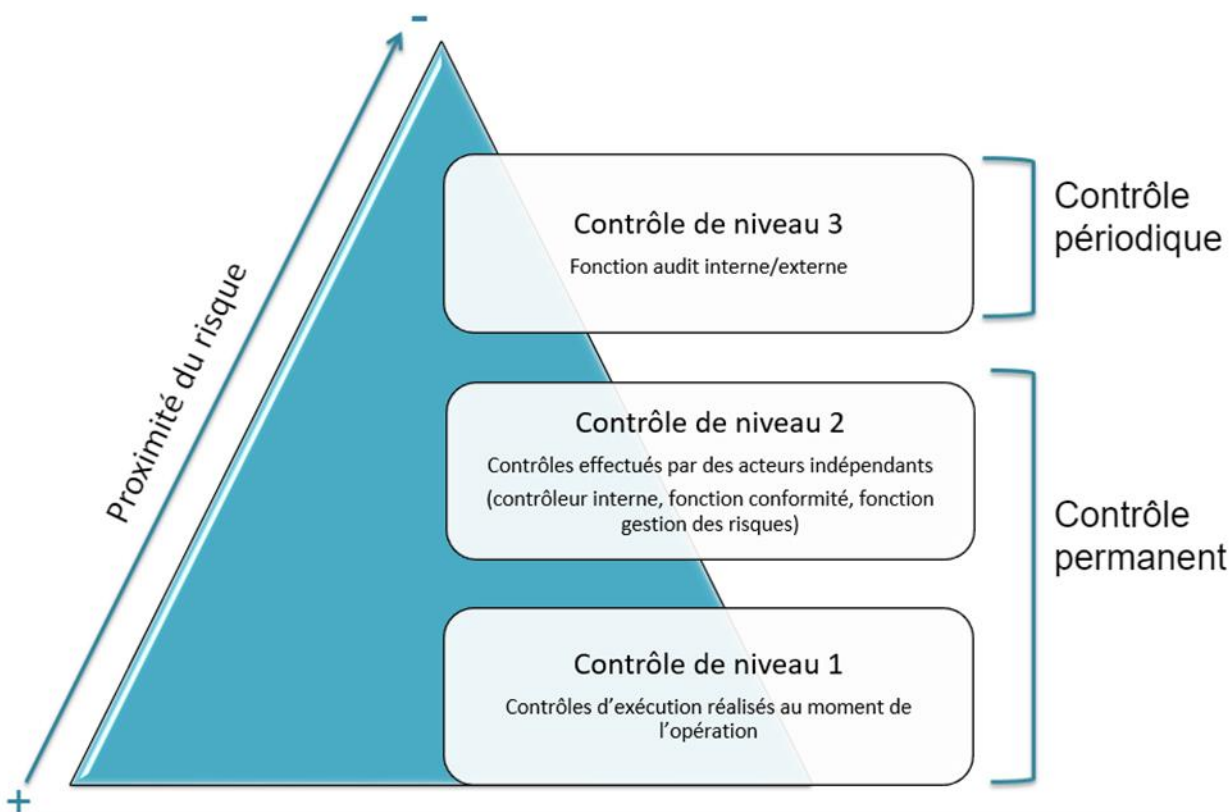 -
Contrôle de niveau 3
Fonction audit interne/externe
Contrôle
périodique
Proximité du risque
Contrôle de niveau 2
Contrôles effectués par des acteurs indépendants
(contrôleur interne, fonction conformité, fonction
gestion des risques)
Contrôle
permanent
Contrôle de niveau 1
Contrôles d’exécution réalisés au moment de
l’opération
+